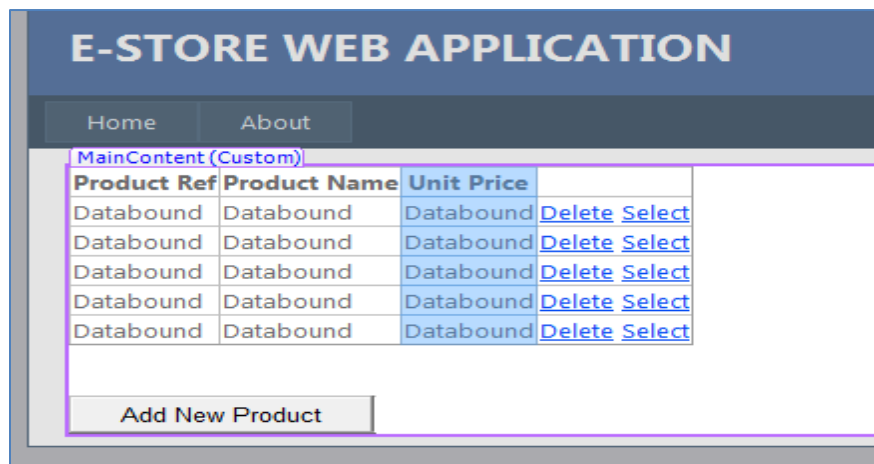 E-STORE WEB APPLICATION
Home About
MainContent (Custom)
Product Ref Product Name Unit Price
Databound Databound Databound Delete Select
Databound Databound Databound Delete Select
Databound Databound Databound Delete Select
Databound Databound Databound Delete Select
Databound Databound Databound Delete Select
Add New Product